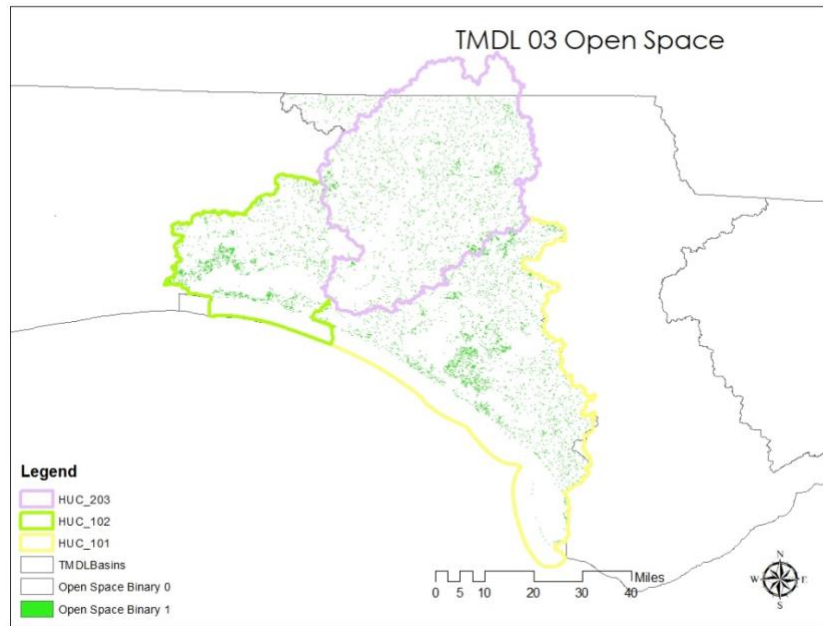 TMDL 03 Open Space
Legend
HUC_203
HUC_102
HUC_101
TMDLBasins
Open Space Binary 0
Open Space Binary 1
Miles
0 5 10 20 30 40
N
W E
S